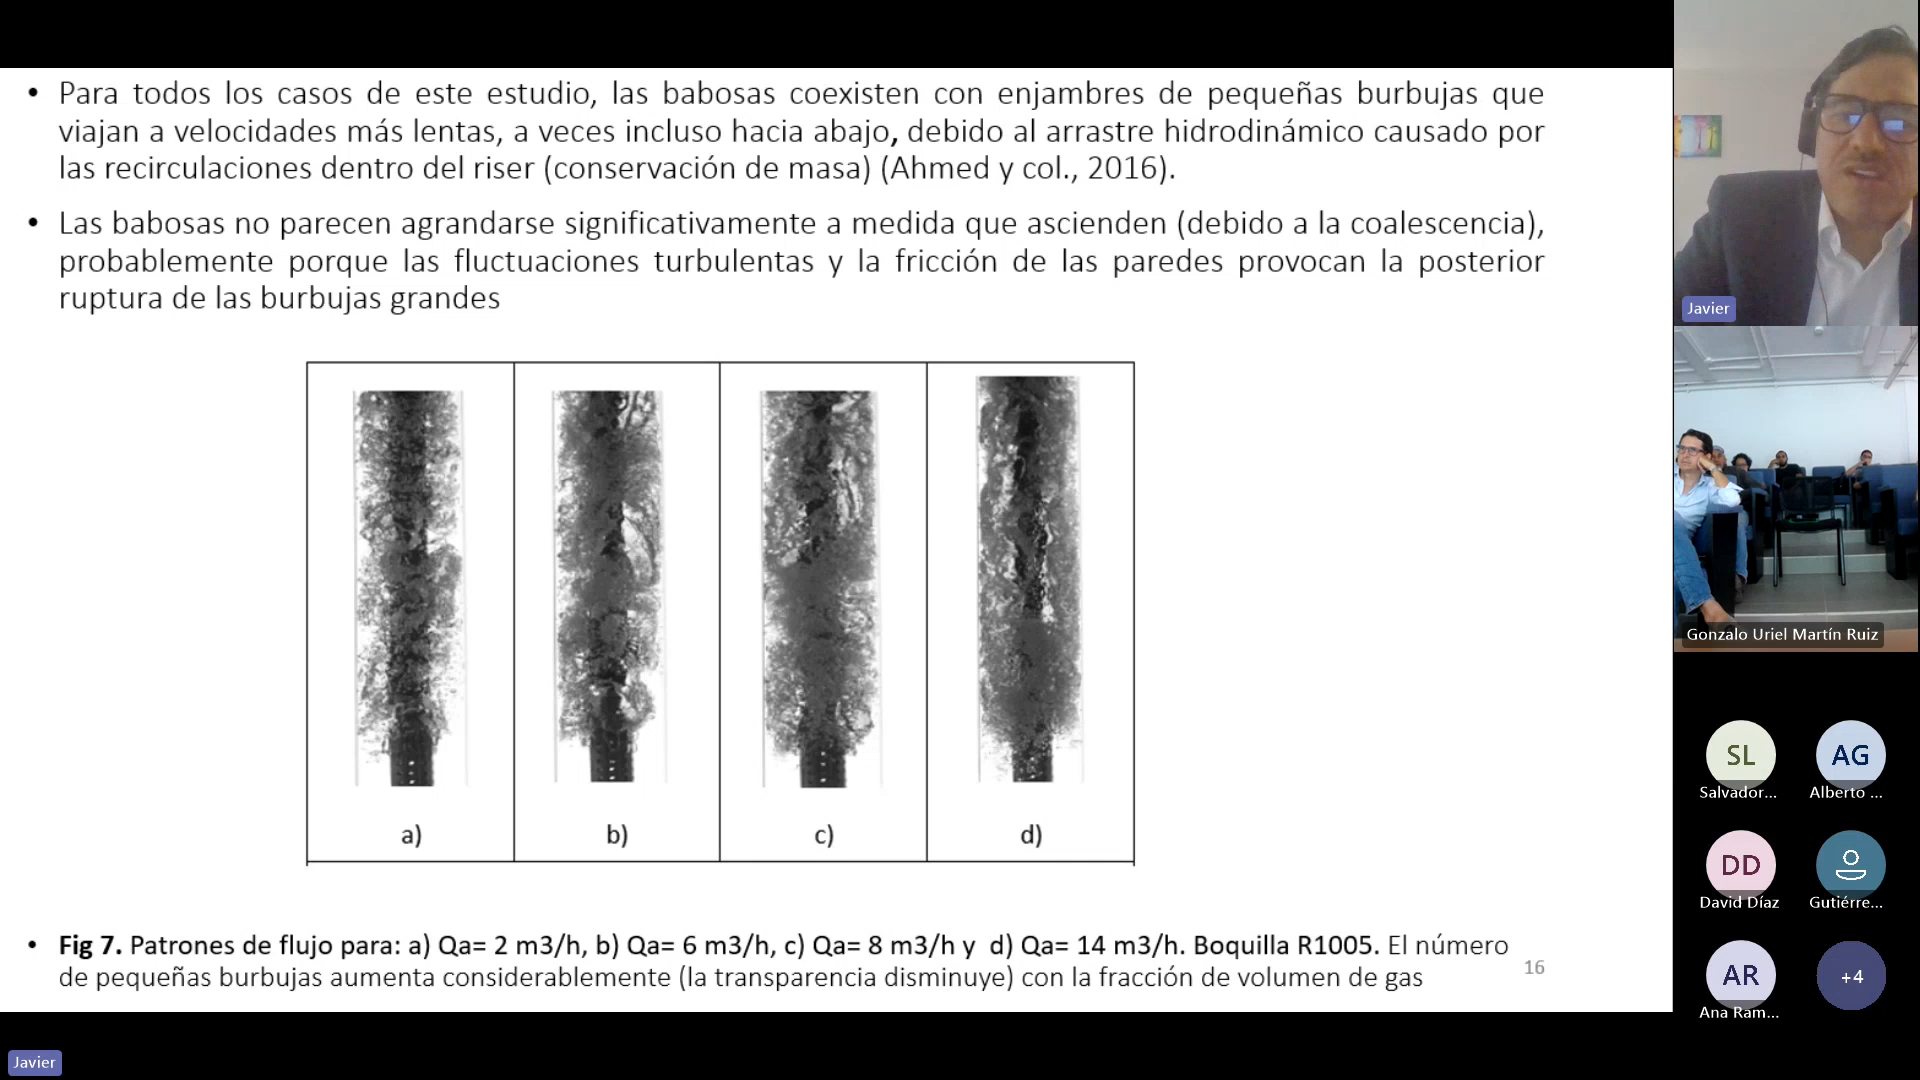 • Para todos los casos de este estudio, las babosas coexisten con enjambres de pequeñas burbujas que
viajan a velocidades más lentas, a veces incluso hacia abajo, debido al arrastre hidrodinámico causado por
las recirculaciones dentro del riser (conservación de masa) (Ahmed y col., 2016).
• Las babosas no parecen agrandarse significativamente a medida que ascienden (debido a la coalescencia),
probablemente porque las fluctuaciones turbulentas y la fricción de las paredes provocan la posterior
ruptura de las burbujas grandes
a) b) c) d)
• Fig 7. Patrones de flujo para: a) Qa= 2 m3/h, b) Qa= 6 m3/h, c) Qa= 8 m3/h y d) Qa= 14 m3/h. Boquilla R1005. El número
de pequeñas burbujas aumenta considerablemente (la transparencia disminuye) con la fracción de volumen de gas
16
Javier
Gonzalo Uriel Martín Ruiz
SL AG
Salvador... Alberto ...
DD
David Díaz Gutiérre...
AR +4
Ana Ram...
Javier